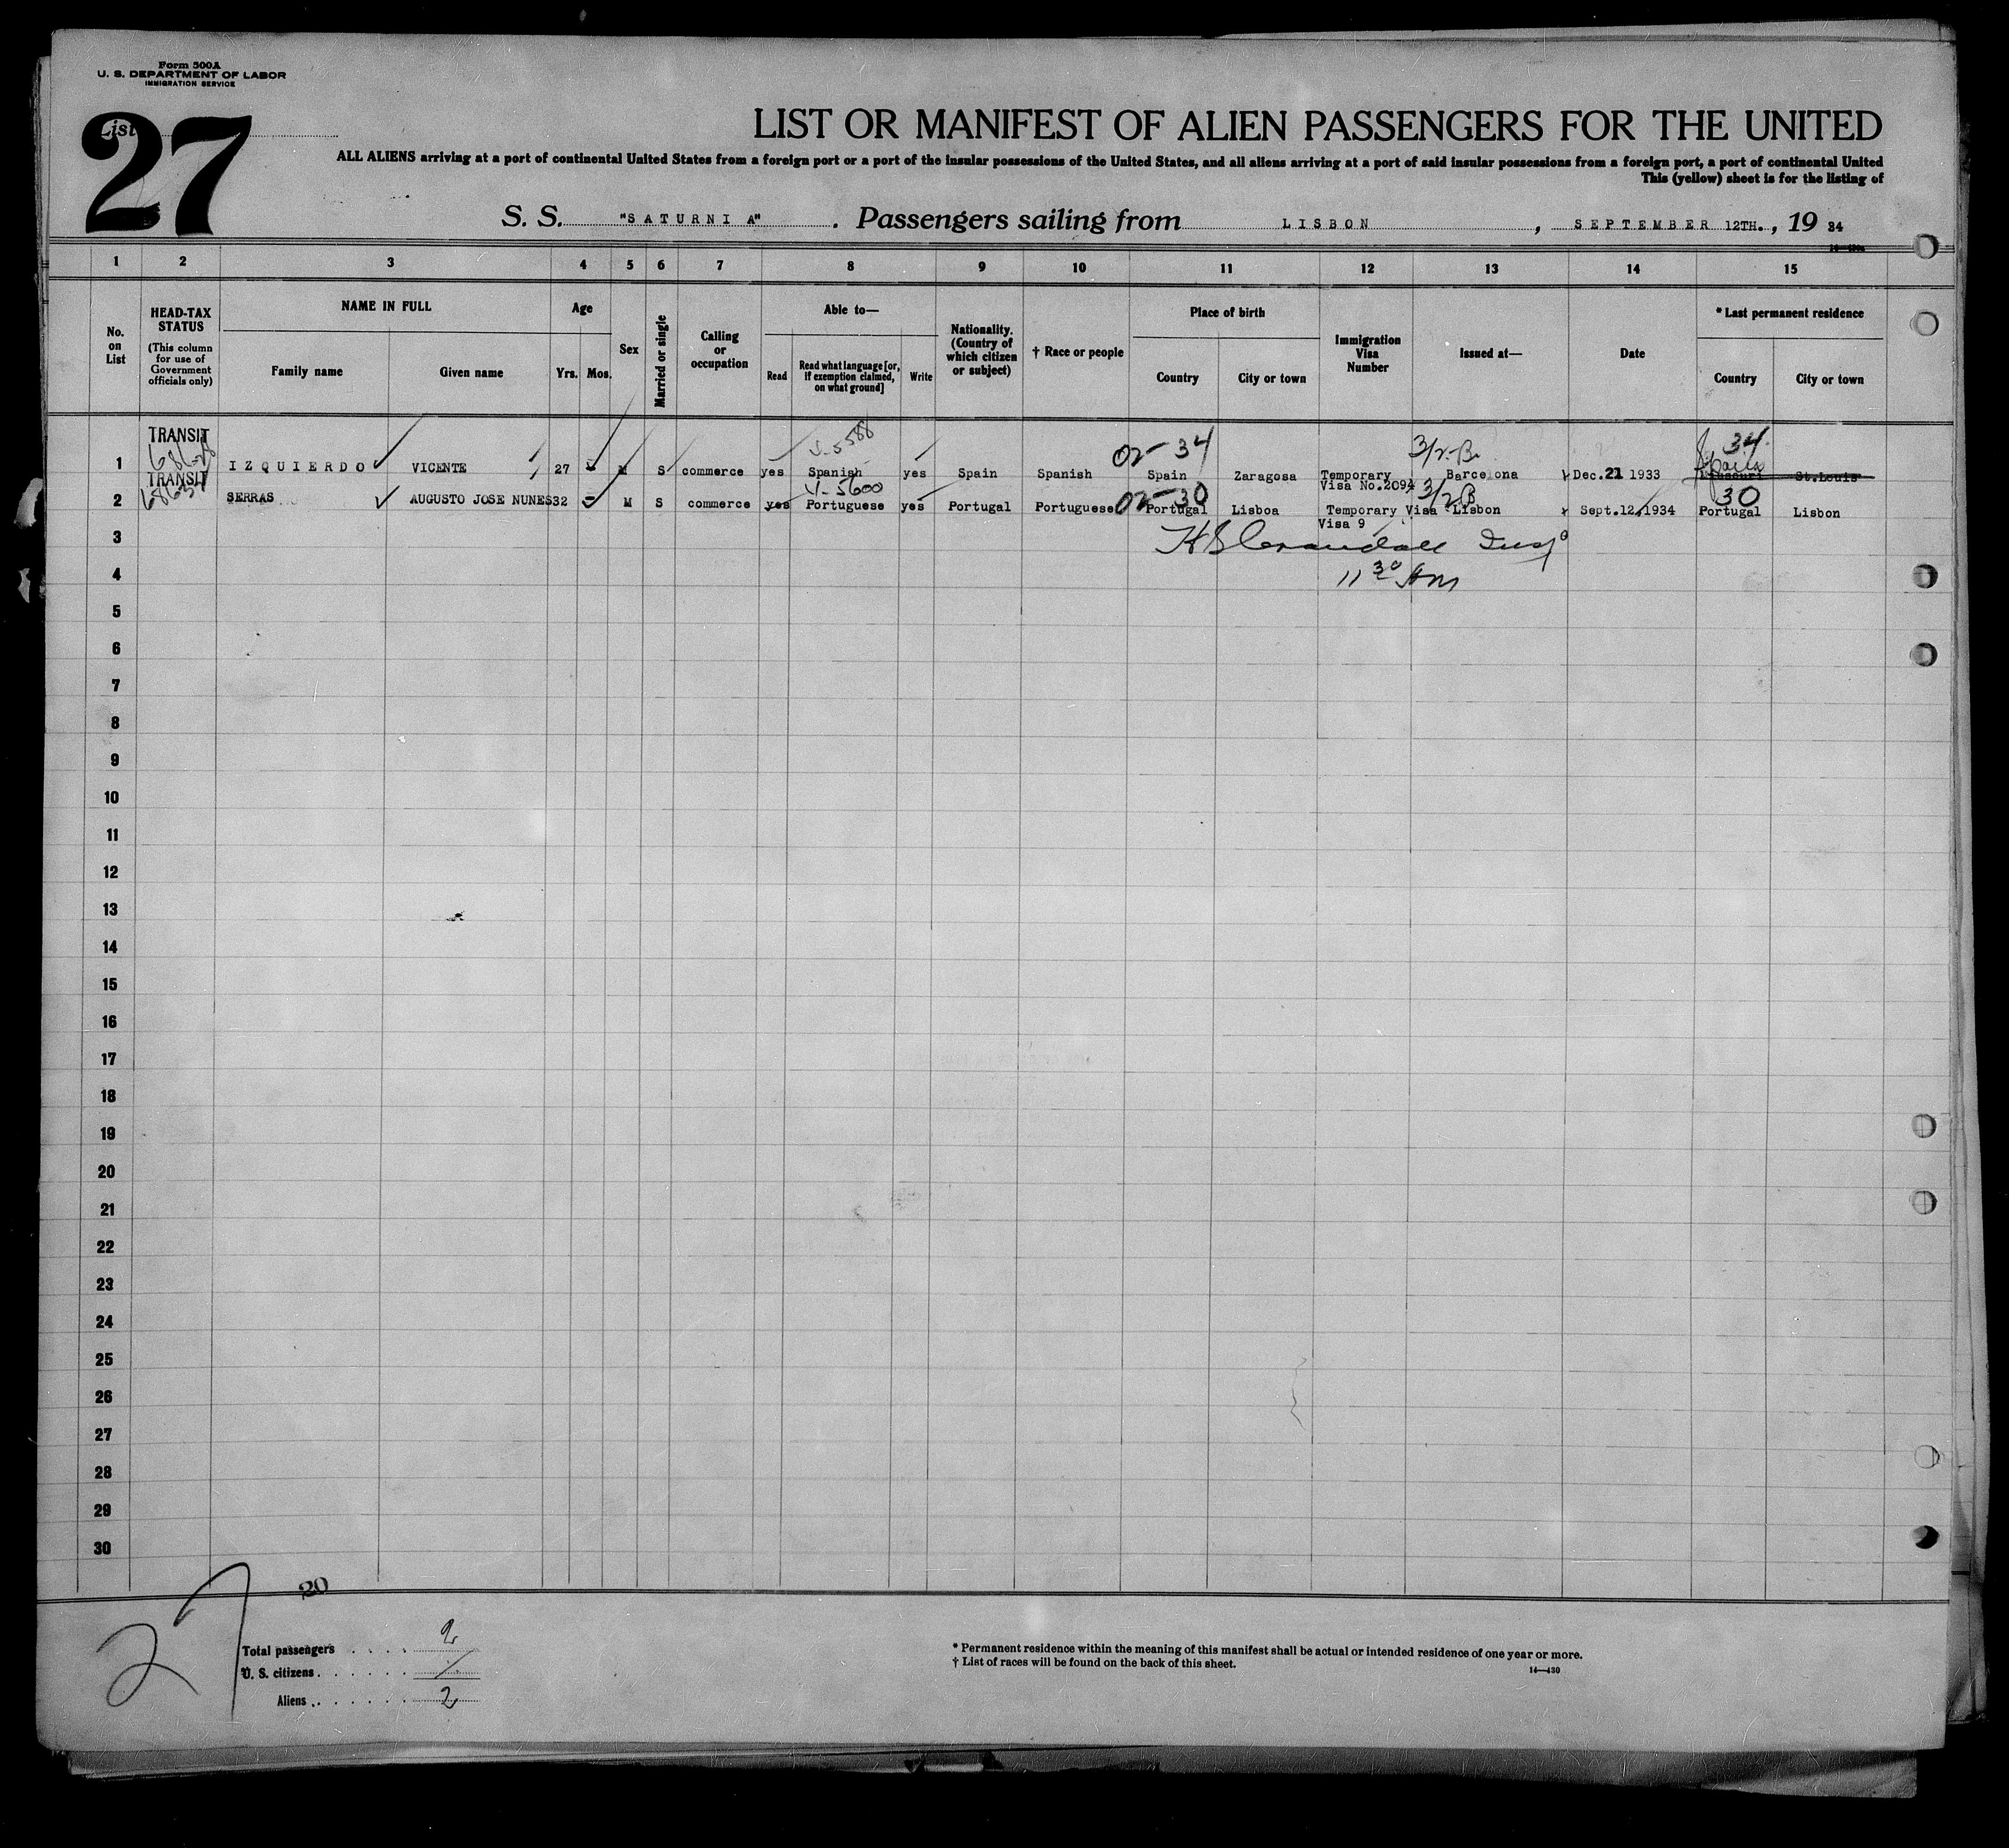 Form 500A
U. S. DEPARTMENT OF LABOR
IMMIGRATION SERVICE
List 27
LIST OR MANIFEST OF ALIEN PASSENGERS FOR THE UNITED
ALL ALIENS arriving at a port of continental United States from a foreign port or a port of the insular possessions of the United States, and all aliens arriving at a port of said insular possessions from a foreign port, a port of continental United
This (yellow) sheet is for the listing of
S. S. "SATURNIA". Passengers sailing from LISBON, SEPTEMBER 12TH., 19 34
1 2 3 4 5 6 7 8 9 10 11 12 13 14 15
No. on List
HEAD-TAX STATUS
(This column for use of Government officials only)
NAME IN FULL
Family name
Given name
Age
Yrs. Mos.
Sex
Married or single
Calling or occupation
Able to—
Read
Read what language [or, if exemption claimed, on what ground]
Write
Nationality. (Country of which citizen or subject)
† Race or people
Place of birth
Country
City or town
Immigration Visa Number
Issued at—
Date
* Last permanent residence
Country
City or town
TRANSIT
02-34 3/2-B 34
1 IZQUIERDO VICENTE 27 M S commerce yes Spanish yes Spain Spanish Spain Zaragosa Temporary Visa No.2094 Barcelona Dec.21 1933 Missouri St.Louis
TRANSIT
V-5600 02-30 3/2B 30
2 SERRAS AUGUSTO JOSE NUNES 32 M S commerce yes Portuguese yes Portugal Portuguese Portugal Lisboa Temporary Visa Visa 9 Lisbon Sept.12,1934 Portugal Lisbon
3
4 11 30 AM
5
6
7
8
9
10
11
12
13
14
15
16
17
18
19
20
21
22
23
24
25
26
27
28
29
30
27
20
Total passengers . . . . 2
U. S. citizens . . . . . . /
Aliens . . . . . . . 2
* Permanent residence within the meaning of this manifest shall be actual or intended residence of one year or more.
† List of races will be found on the back of this sheet.
14—430